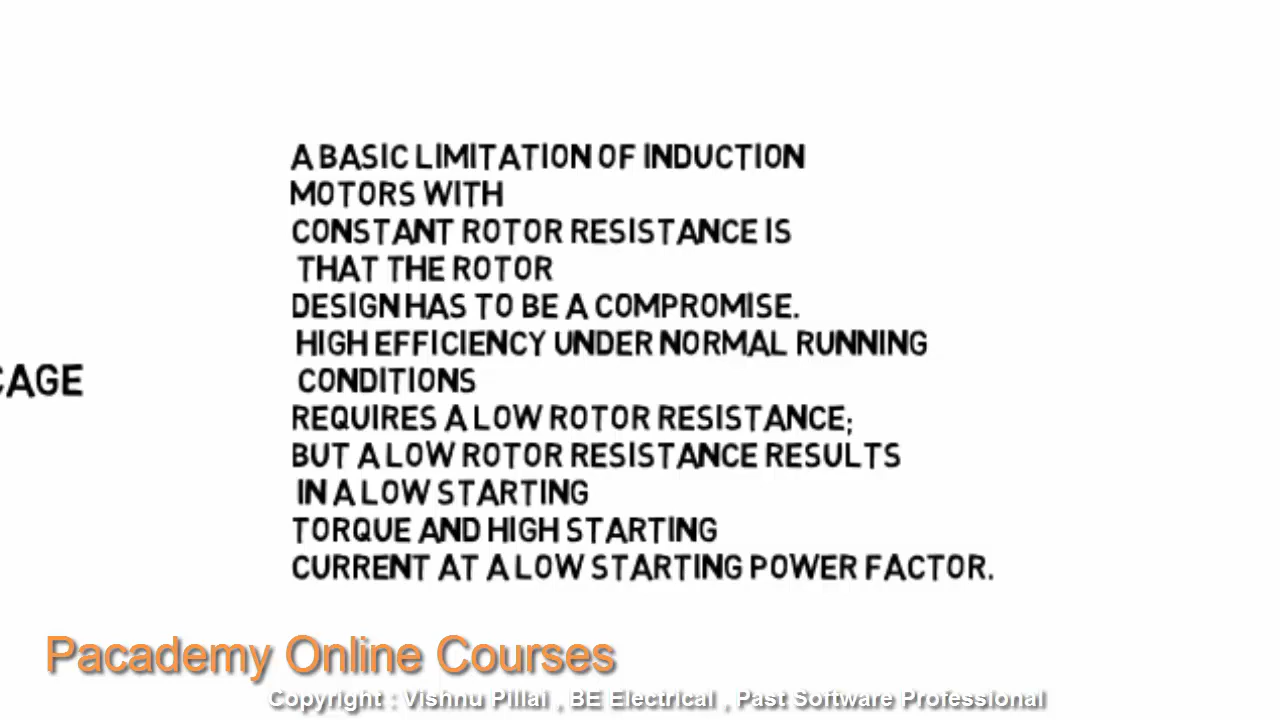 A BASIC LIMITATION OF INDUCTION
MOTORS WITH
CONSTANT ROTOR RESISTANCE IS
THAT THE ROTOR
DESIGN HAS TO BE A COMPROMISE.
HIGH EFFICIENCY UNDER NORMAL RUNNING
CAGE
CONDITIONS
REQUIRES A LOW ROTOR RESISTANCE;
BUT A LOW ROTOR RESISTANCE RESULTS
IN A LOW STARTING
TORQUE AND HIGH STARTING
CURRENT AT A LOW STARTING POWER FACTOR.
Pacademy Online Courses
Copyright : Vishnu Pillai , BE Electrical , Past Software Professional